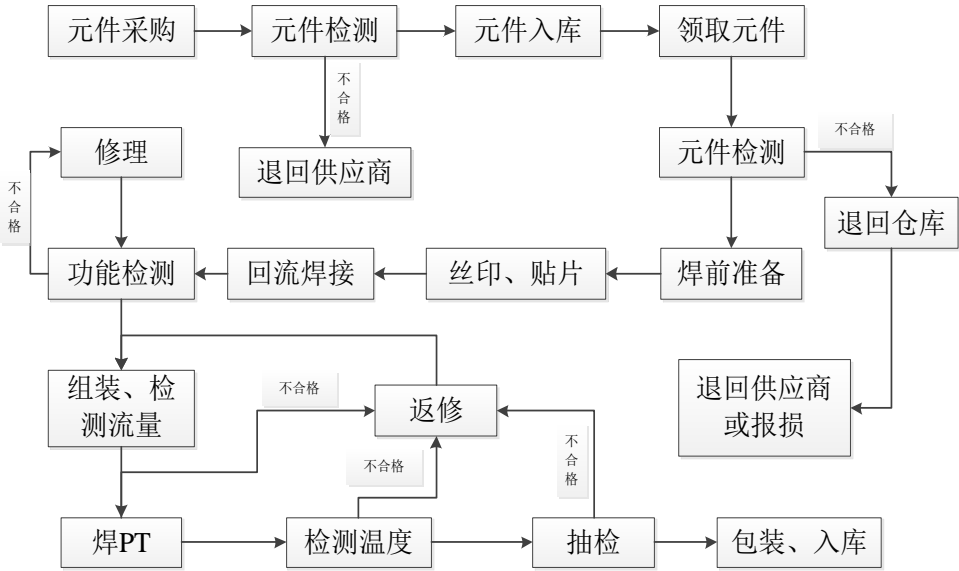 元件采购
元件检测
元件入库
领取元件
不
合
格
不合格
修理
退回供应商
元件检测
不
合
格
退回仓库
功能检测
回流焊接
丝印、贴片
焊前准备
组装、检
测流量
不合格
返修
退回供应商
或报损
不合格
不
合
格
焊PT
检测温度
抽检
包装、入库